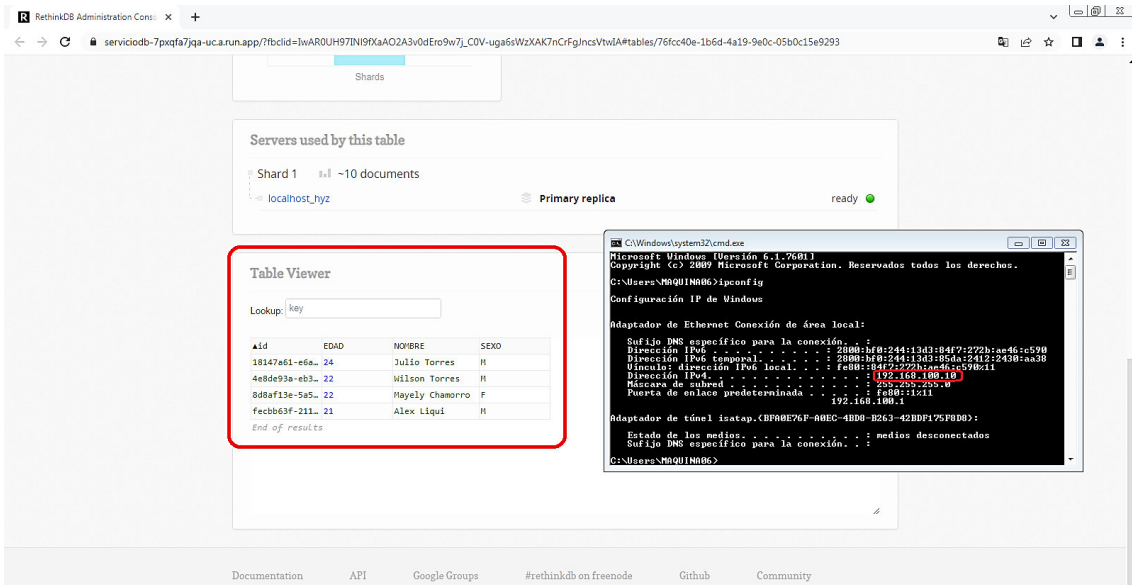 RethinkDB Administration Conso
serviciodb-7pxqfa7jqa-uc.a.run.app/?fbclid=IwAR0UH97INI9fXaAO2A3v0dEro9w7j_C0V-uga6sWzXAK7nCrFgJncsVtwIA#tables/76fcc40e-1b6d-4a19-9e0c-05b0c15e9293
Shards
Servers used by this table
Shard 1 ~10 documents
localhost_hyz Primary replica ready
Table Viewer
Lookup: key
▲id EDAD NOMBRE SEXO
18147a61-e6a… 24 Julio Torres M
4e8de93a-eb3… 22 Wilson Torres M
8d8af13e-5a5… 22 Mayely Chamorro F
fecbb63f-211… 21 Alex Liqui M
End of results
C:\Windows\system32\cmd.exe
Microsoft Windows [Versión 6.1.7601]
Copyright (c) 2009 Microsoft Corporation. Reservados todos los derechos.
C:\Users\MAQUINA06>ipconfig
Configuración IP de Windows
Adaptador de Ethernet Conexión de área local:
Sufijo DNS específico para la conexión. . :
Dirección IPv6 . . . . . . . . . . : 2800:bf0:244:13d3:84f7:272b:ae46:c590
Dirección IPv6 temporal. . . . . . : 2800:bf0:244:13d3:85da:2412:2430:aa38
Vínculo: dirección IPv6 local. . . : fe80::84f7:272b:ae46:c590%11
Dirección IPv4. . . . . . . . . . . . . . : 192.168.100.10
Máscara de subred . . . . . . . . . . . . : 255.255.255.0
Puerta de enlace predeterminada . . . . . : fe80::1%11
192.168.100.1
Adaptador de túnel isatap.{BFA0E76F-A0EC-4BD8-B263-42BDF175F8D8}:
Estado de los medios. . . . . . . . . . . : medios desconectados
Sufijo DNS específico para la conexión. . :
C:\Users\MAQUINA06>
Documentation API Google Groups #rethinkdb on freenode Github Community